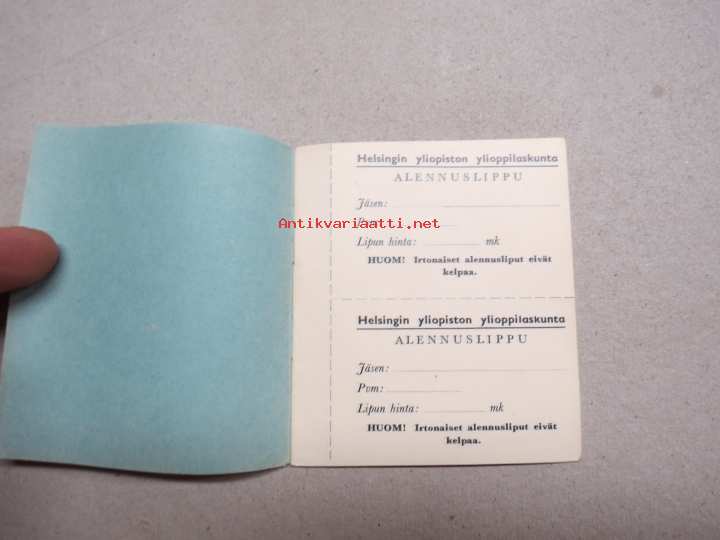 Helsingin yliopiston ylioppilaskunta
ALENNUSLIPPU
Jäsen:
Antikvariaatti.net
Pvm:
Lipun hinta: mk
HUOM! Irtonaiset alennusliput eivät
kelpaa.
Helsingin yliopiston ylioppilaskunta
ALENNUSLIPPU
Jäsen:
Pvm:
Lipun hinta: mk
HUOM! Irtonaiset alennusliput eivät
kelpaa.